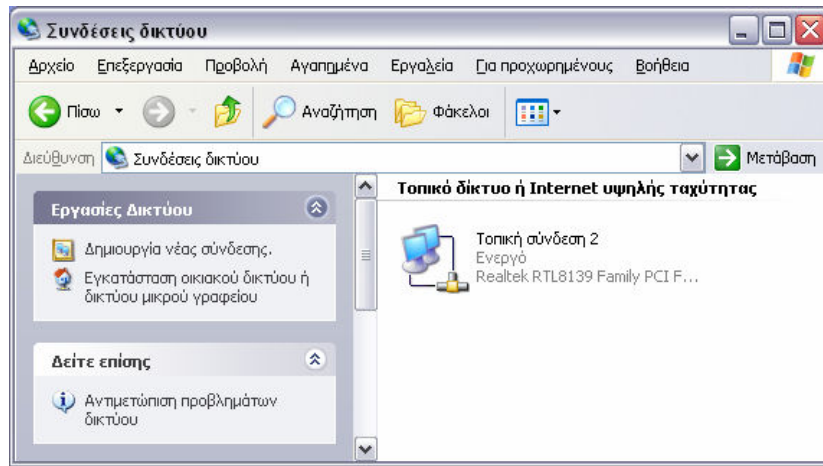 Συνδέσεις δικτύου
Αρχείο Επεξεργασία Προβολή Αγαπημένα Εργαλεία Για προχωρημένους Βοήθεια
Πίσω Αναζήτηση Φάκελοι
Διεύθυνση Συνδέσεις δικτύου Μετάβαση
Εργασίες Δικτύου
Δημιουργία νέας σύνδεσης.
Εγκατάσταση οικιακού δικτύου ή
δικτύου μικρού γραφείου
Δείτε επίσης
Αντιμετώπιση προβλημάτων
δικτύου
Τοπικό δίκτυο ή Internet υψηλής ταχύτητας
Τοπική σύνδεση 2
Ενεργό
Realtek RTL8139 Family PCI F...